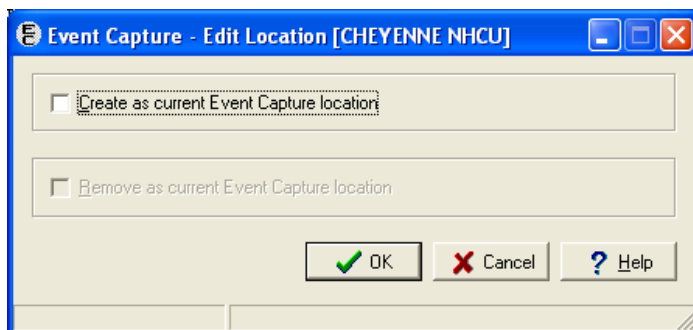 Event Capture - Edit Location [CHEYENNE NHCU]
Create as current Event Capture location
Remove as current Event Capture location
OK Cancel Help